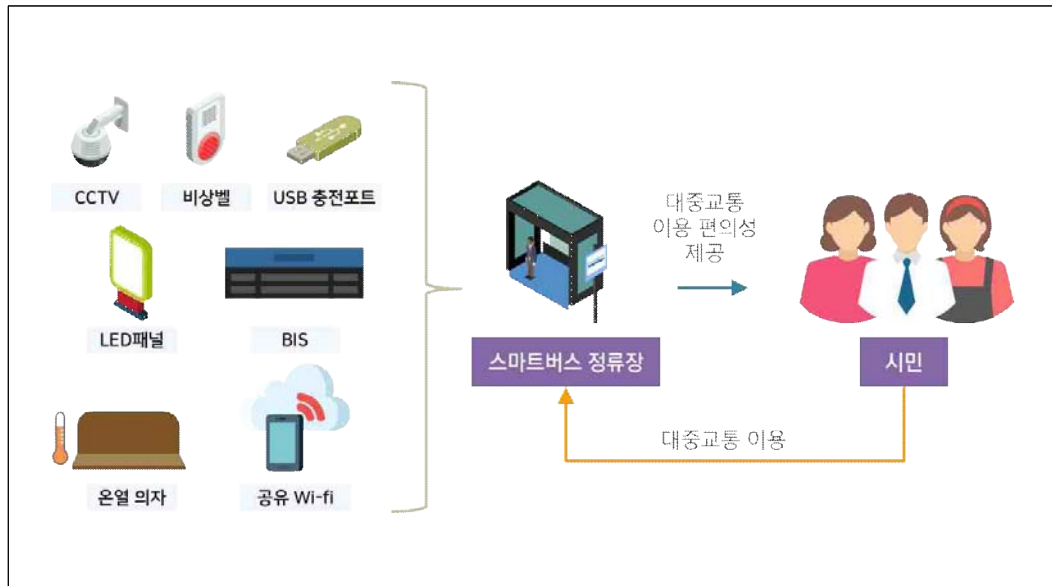 CCTV
비상벨
USB 충전포트
LED패널
BIS
온열 의자
공유 Wi-fi
스마트버스 정류장
대중교통
이용 편의성
제공
시민
대중교통 이용